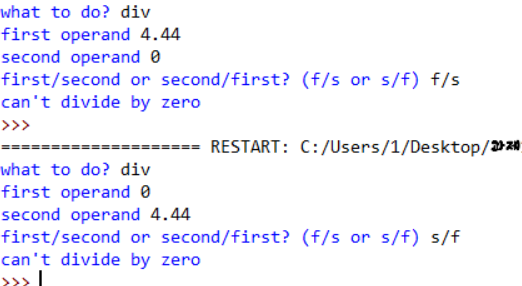 what to do? div
first operand 4.44
second operand 0
first/second or second/first? (f/s or s/f) f/s
can't divide by zero
>>>
==================== RESTART: C:/Users/1/Desktop/
what to do? div
first operand 0
second operand 4.44
first/second or second/first? (f/s or s/f) s/f
can't divide by zero
>>>